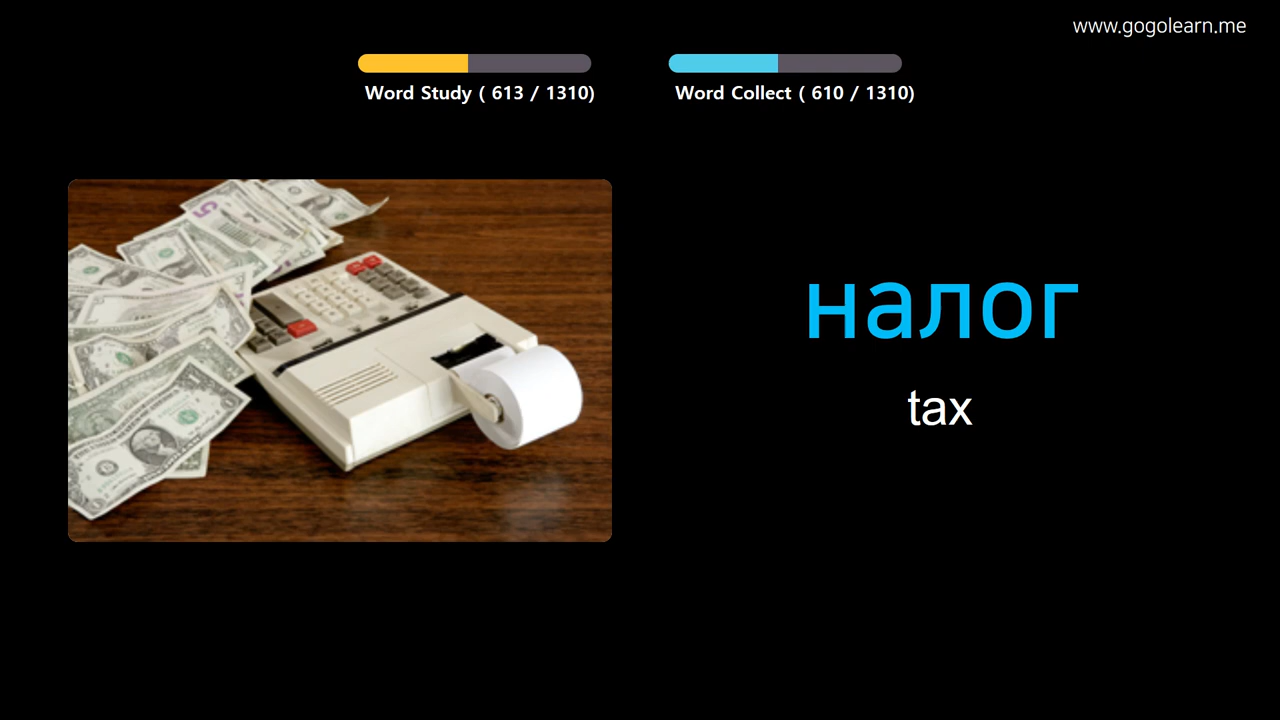 www.gogolearn.me
Word Study ( 613 / 1310)
Word Collect ( 610 / 1310)
налог
tax